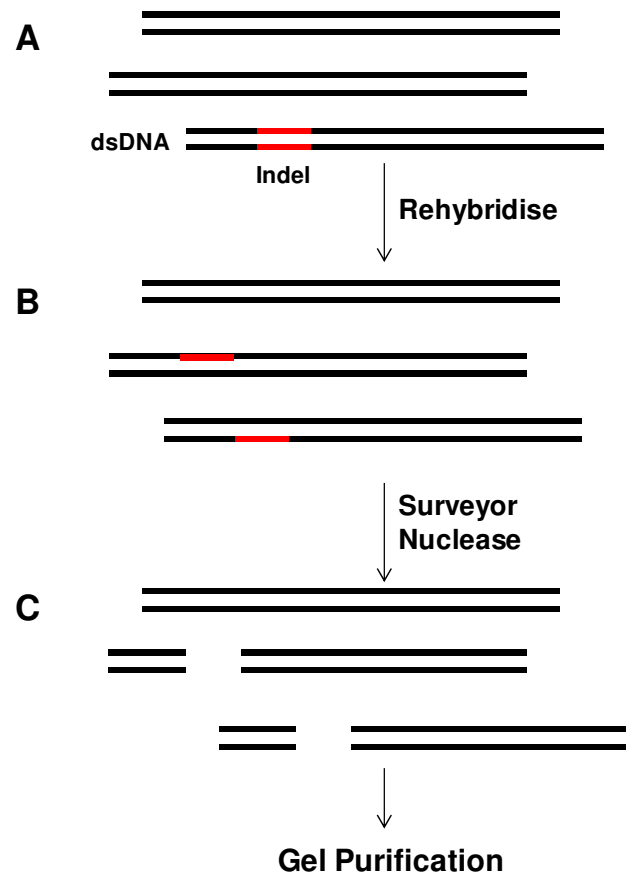 A
dsDNA
Indel
Rehybridise
B
Surveyor
Nuclease
C
Gel Purification